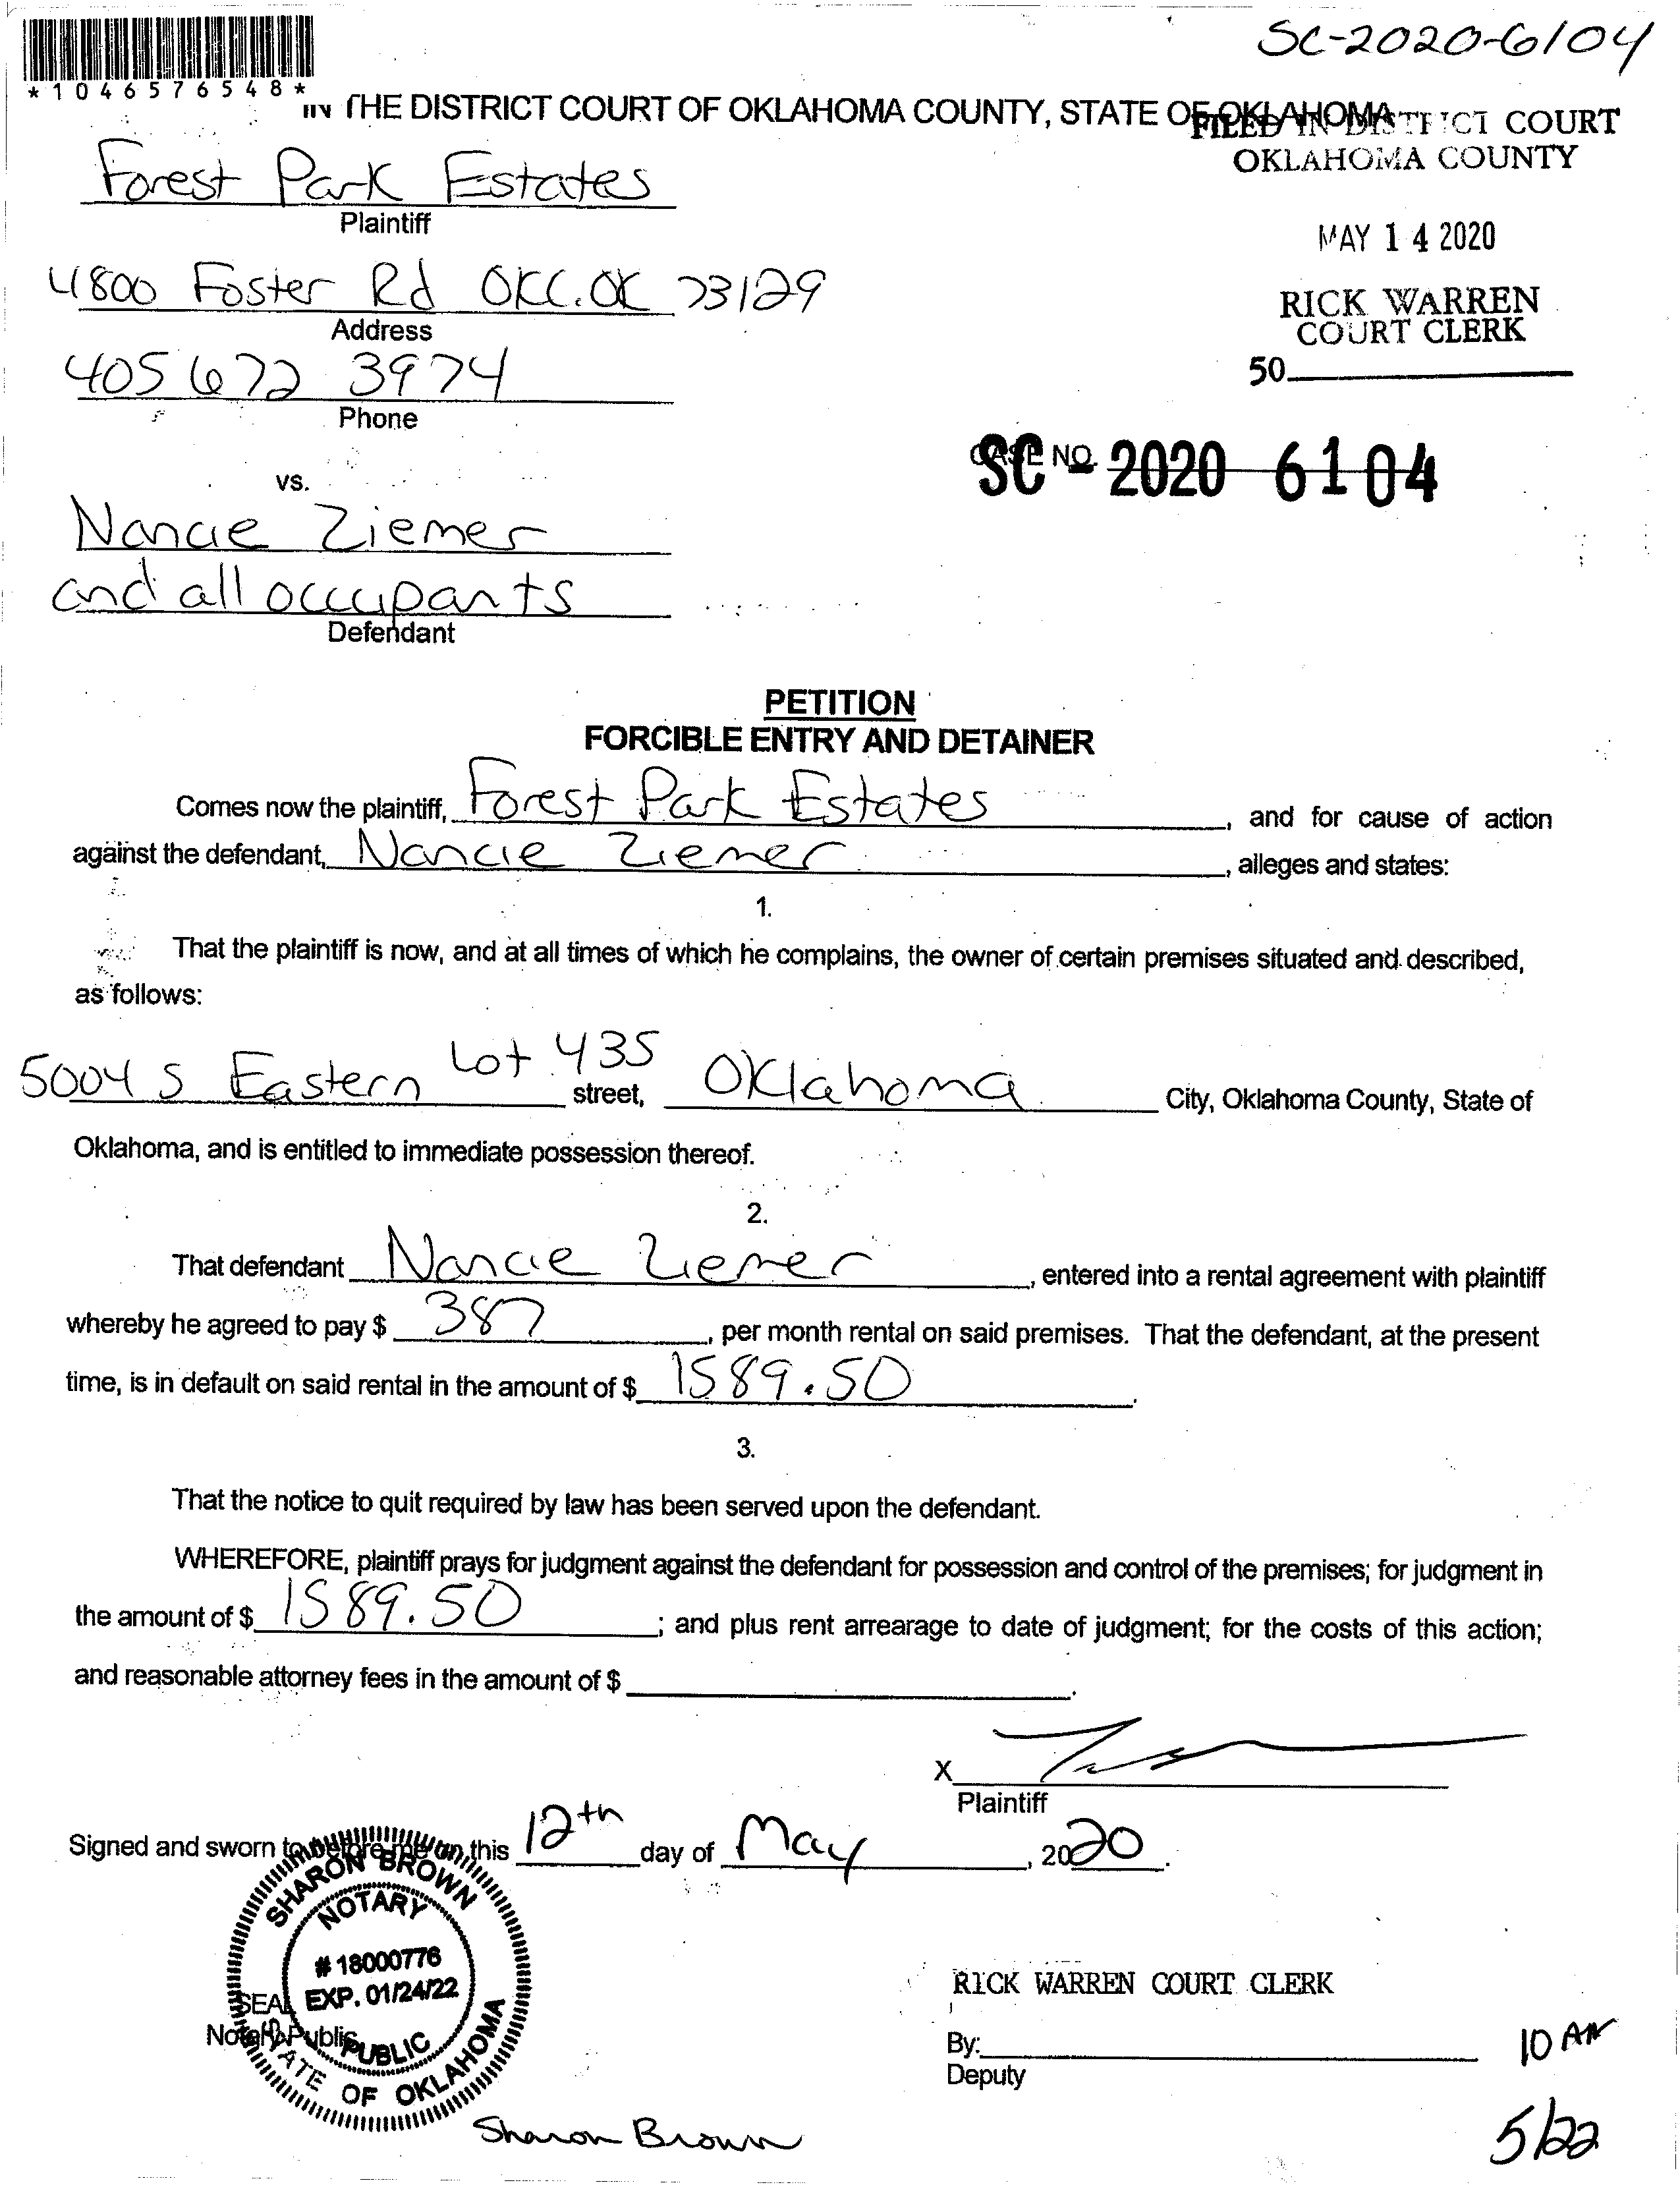 SC-2020-6104
*1046576548*
IN THE DISTRICT COURT OF OKLAHOMA COUNTY, STATE OF OKLAHOMA
FILED IN DISTRICT COURT
OKLAHOMA COUNTY
Forest Park Estates
Plaintiff
MAY 14 2020
4800 Foster Rd OKC. OK 73129
Address
RICK WARREN
COURT CLERK
405 672 3974
Phone
50
CASE NO.
SC - 2020 6104
vs.
Nancie Ziemer
and all occcupants
Defendant
PETITION
FORCIBLE ENTRY AND DETAINER
Comes now the plaintiff, Forest Park Estates, and for cause of action
against the defendant, Nancie Ziemer, alleges and states:
1.
That the plaintiff is now, and at all times of which he complains, the owner of certain premises situated and described,
as follows:
5004 S Eastern Lot 435 street, Oklahoma City, Oklahoma County, State of
Oklahoma, and is entitled to immediate possession thereof.
2.
That defendant Nancie Ziemer, entered into a rental agreement with plaintiff
whereby he agreed to pay $ 387, per month rental on said premises. That the defendant, at the present
time, is in default on said rental in the amount of $ 1589.50.
3.
That the notice to quit required by law has been served upon the defendant.
WHEREFORE, plaintiff prays for judgment against the defendant for possession and control of the premises; for judgment in
the amount of $ 1589.50; and plus rent arrearage to date of judgment; for the costs of this action;
and reasonable attorney fees in the amount of $.
X
Plaintiff
Signed and sworn to before me on this 12th day of May, 2020.
SHARON BROWN
NOTARY
# 18000776
EXP. 01/24/22
PUBLIC
STATE OF OKLAHOMA
SEAL
Notary Public
Sharon Brown
RICK WARREN COURT CLERK
By:
Deputy
10 AM
5/22